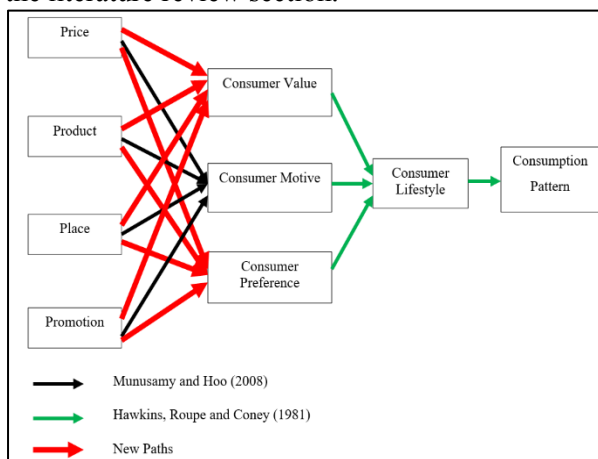 the literature review section.
Price
Product
Place
Promotion
Consumer Value
Consumer Motive
Consumer
Preference
Consumer
Lifestyle
Consumption
Pattern
Munusamy and Hoo (2008)
Hawkins, Roupe and Coney (1981)
New Paths